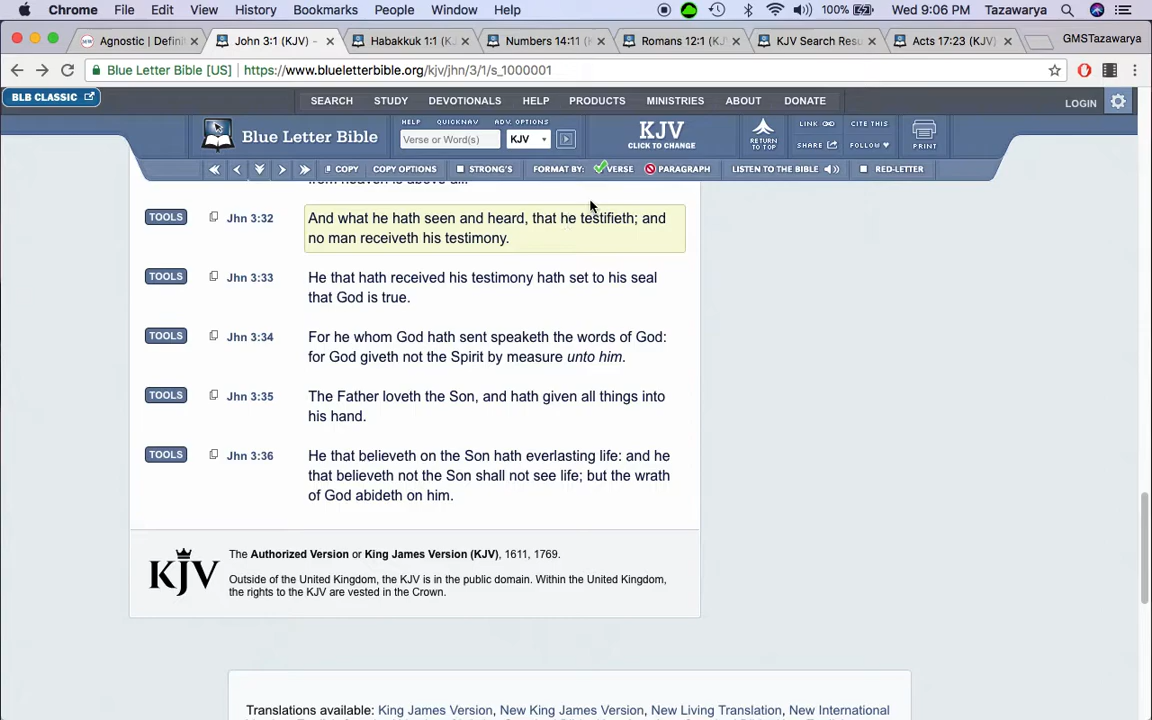 Chrome File Edit View History Bookmarks People Window Help 100% Wed 9:06 PM Tazawarya
Agnostic | Defini John 3:1 (KJV) - Habakkuk 1:1 ( Numbers 14:11 ( Romans 12:1 (KJ KJV Search Resu Acts 17:23 (KJV) GMSTazawarya
Blue Letter Bible [US] https://www.blueletterbible.org/kjv/jhn/3/1/s_1000001
BLB CLASSIC SEARCH STUDY DEVOTIONALS HELP PRODUCTS MINISTRIES ABOUT DONATE LOGIN
HELP QUICKNAV ADV. OPTIONS
Blue Letter Bible Verse or Word(s) KJV
KJV
CLICK TO CHANGE
RETURN
TO TOP
LINK CITE THIS
SHARE FOLLOW PRINT
COPY COPY OPTIONS STRONG'S FORMAT BY: VERSE PARAGRAPH LISTEN TO THE BIBLE RED-LETTER
from heaven is above all.
TOOLS Jhn 3:32 And what he hath seen and heard, that he testifieth; and
no man receiveth his testimony.
TOOLS Jhn 3:33 He that hath received his testimony hath set to his seal
that God is true.
TOOLS Jhn 3:34 For he whom God hath sent speaketh the words of God:
for God giveth not the Spirit by measure unto him.
TOOLS Jhn 3:35 The Father loveth the Son, and hath given all things into
his hand.
TOOLS Jhn 3:36 He that believeth on the Son hath everlasting life: and he
that believeth not the Son shall not see life; but the wrath
of God abideth on him.
KJV
The Authorized Version or King James Version (KJV), 1611, 1769.
Outside of the United Kingdom, the KJV is in the public domain. Within the United Kingdom,
the rights to the KJV are vested in the Crown.
Translations available: King James Version, New King James Version, New Living Translation, New International